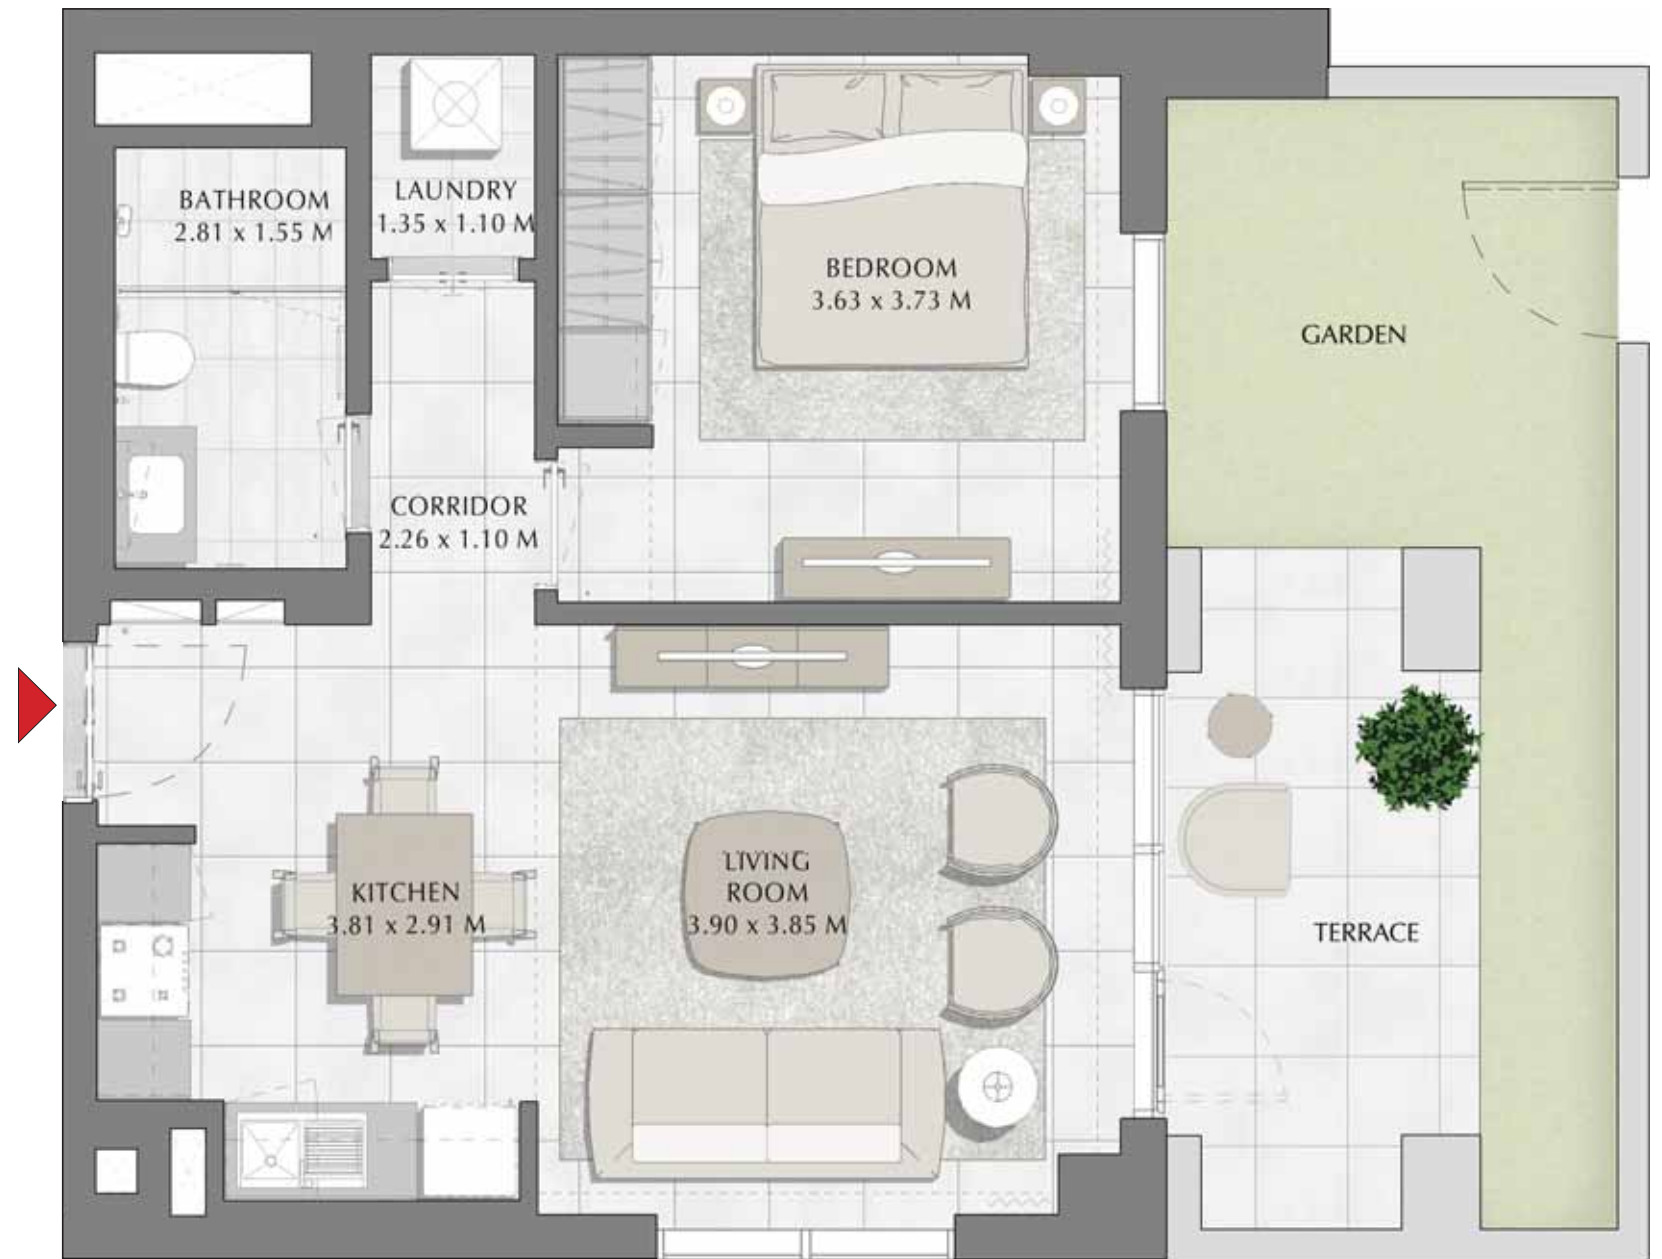 BATHROOM
2.81 x 1.55 M
LAUNDRY
1.35 x 1.10 M
BEDROOM
3.63 x 3.73 M
GARDEN
CORRIDOR
2.26 x 1.10 M
KITCHEN
3.81 x 2.91 M
LIVING
ROOM
3.90 x 3.85 M
TERRACE